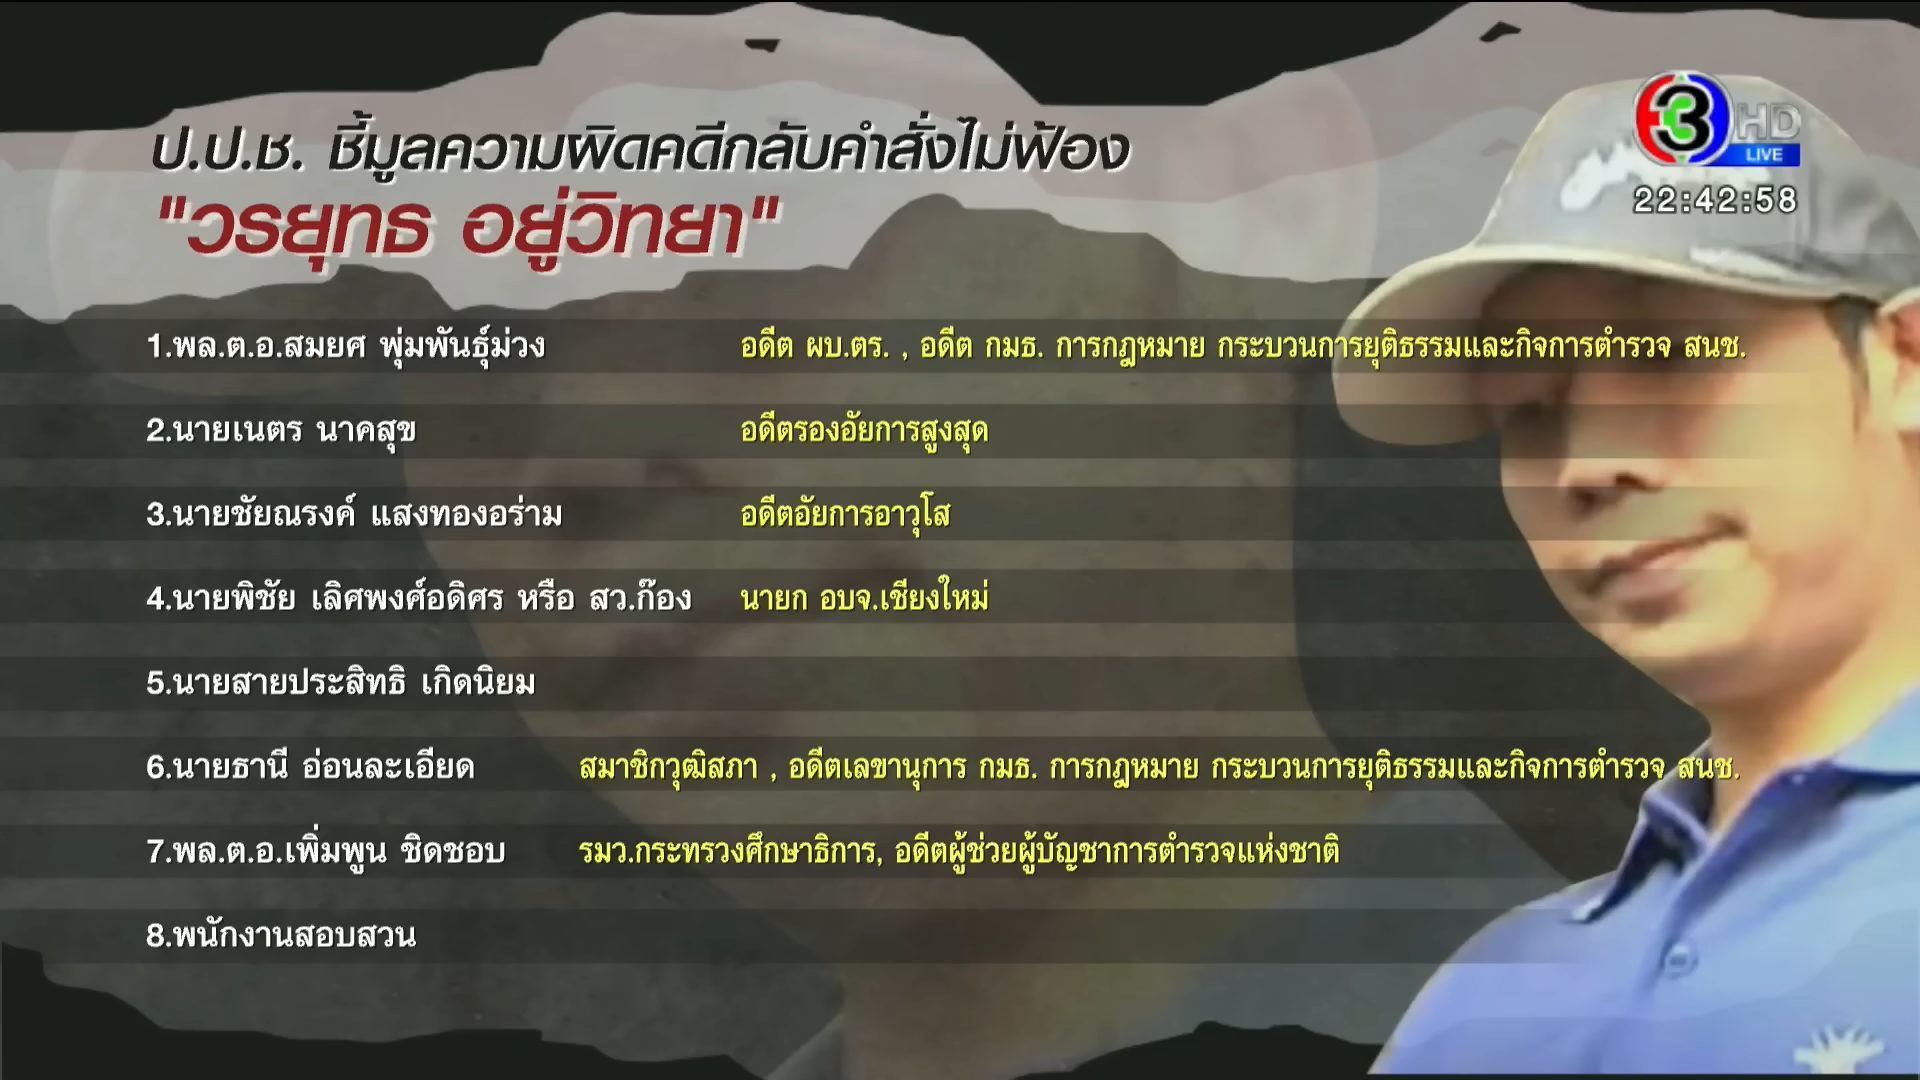 ป.ป.ช. ชี้มูลความผิดคดีกลับคำสั่งไม่ฟ้อง
"วรยุทธ อยู่วิทยา"
3 HD
LIVE
22:42:58
1.พล.ต.อ.สมยศ พุ่มพันธุ์ม่วง อดีต ผบ.ตร. , อดีต กมธ. การกฎหมาย กระบวนการยุติธรรมและกิจการตำรวจ สนช.
2.นายเนตร นาคสุข อดีตรองอัยการสูงสุด
3.นายชัยณรงค์ แสงทองอร่าม อดีตอัยการอาวุโส
4.นายพิชัย เลิศพงศ์อดิศร หรือ สว.ก๊อง นายก อบจ.เชียงใหม่
5.นายสายประสิทธิ เกิดนิยม
6.นายธานี อ่อนละเอียด สมาชิกวุฒิสภา , อดีตเลขานุการ กมธ. การกฎหมาย กระบวนการยุติธรรมและกิจการตำรวจ สนช.
7.พล.ต.อ.เพิ่มพูน ชิดชอบ รมว.กระทรวงศึกษาธิการ, อดีตผู้ช่วยผู้บัญชาการตำรวจแห่งชาติ
8.พนักงานสอบสวน